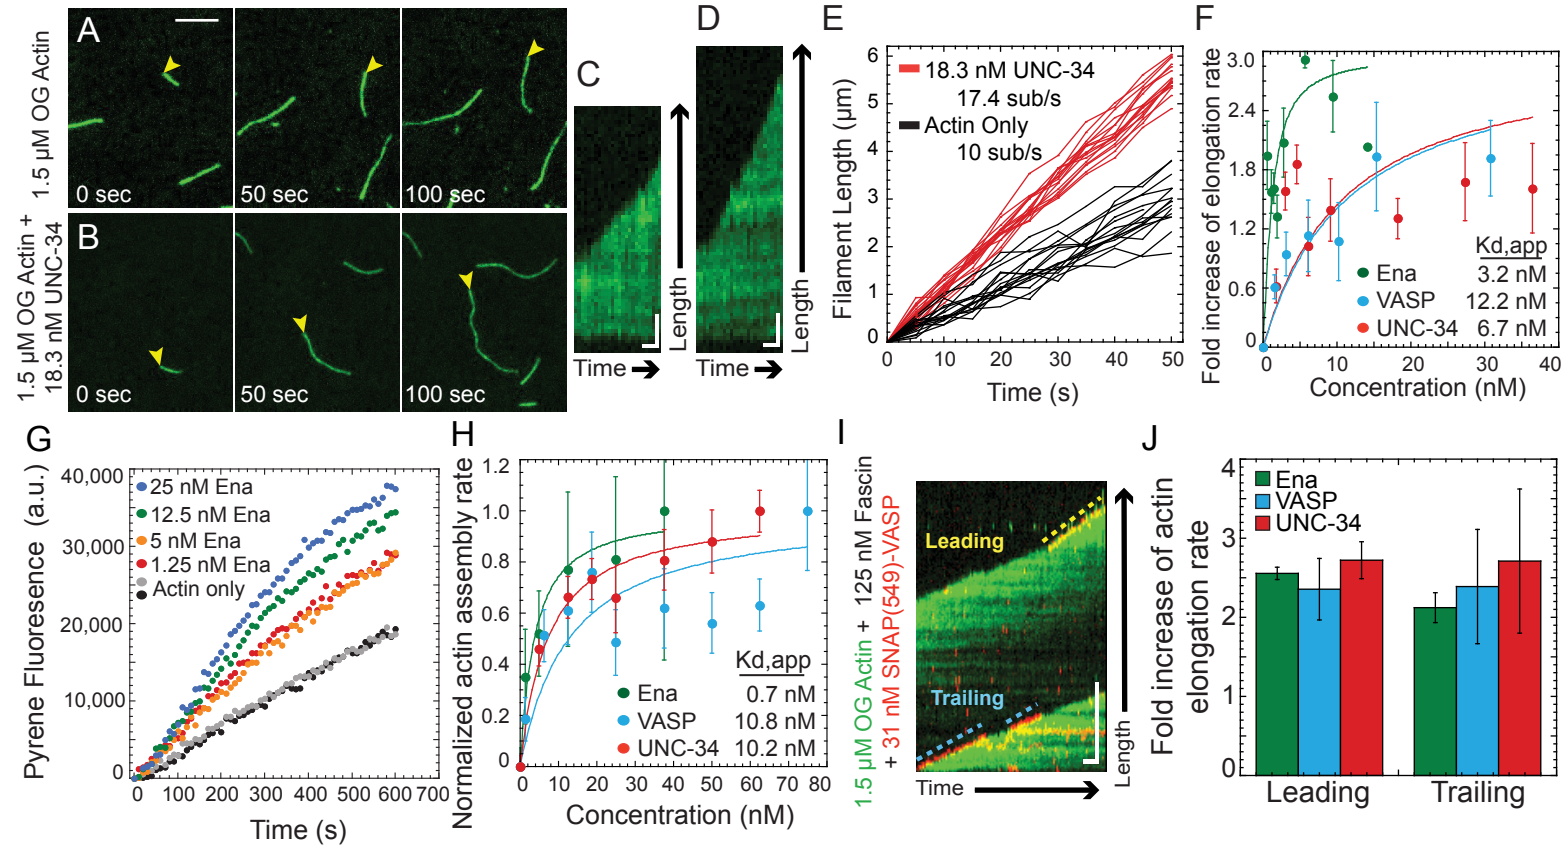 A
B
C
D
E
F
G
H
I
J
1.5 µM OG Actin
0 sec
50 sec
100 sec
1.5 µM OG Actin +
18.3 nM UNC-34
0 sec
50 sec
100 sec
Length
Time
Length
Time
Filament Length (µm)
6
5
4
3
2
1
0
18.3 nM UNC-34
17.4 sub/s
Actin Only
10 sub/s
0 10 20 30 40 50
Time (s)
Fold increase of elongation rate
3.0
2.4
1.8
1.2
0.6
0
Kd,app
Ena 3.2 nM
VASP 12.2 nM
UNC-34 6.7 nM
0 10 20 30 40
Concentration (nM)
Pyrene Fluoresence (a.u.)
40,000
30,000
20,000
10,000
0
25 nM Ena
12.5 nM Ena
5 nM Ena
1.25 nM Ena
Actin only
0 100 200 300 400 500 600 700
Time (s)
Normalized actin assembly rate
1.2
1.0
0.8
0.6
0.4
0.2
0
Kd,app
Ena 0.7 nM
VASP 10.8 nM
UNC-34 10.2 nM
0 10 20 30 40 50 60 70 80
Concentration (nM)
1.5 µM OG Actin + 125 nM Fascin
+ 31 nM SNAP(549)-VASP
Leading
Trailing
Time
Length
Fold increase of actin
elongation rate
4
3
2
1
0
Ena
VASP
UNC-34
Leading Trailing